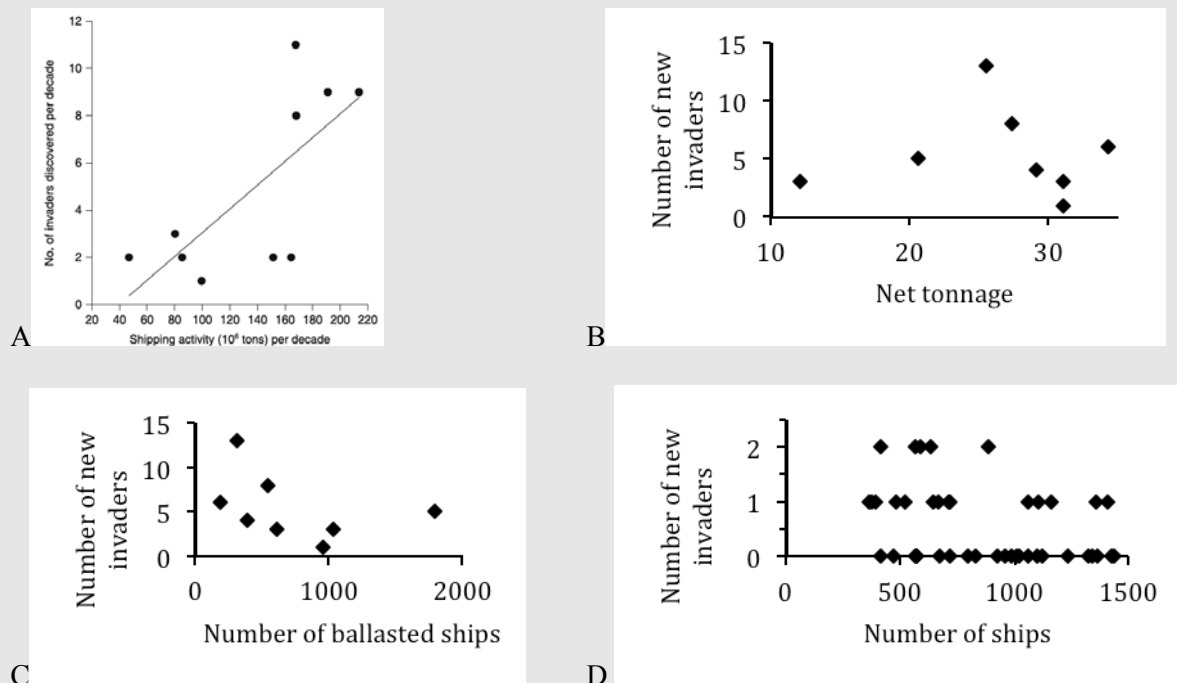 12
10
8
6
4
2
0
No. of invaders discovered per decade
20 40 60 80 100 120 140 160 180 200 220
Shipping activity (10⁶ tons) per decade
A
15
10
5
0
Number of new
invaders
10 20 30
Net tonnage
B
15
10
5
0
Number of new
invaders
0 1000 2000
Number of ballasted ships
C
2
1
0
Number of new
invaders
0 500 1000 1500
Number of ships
D